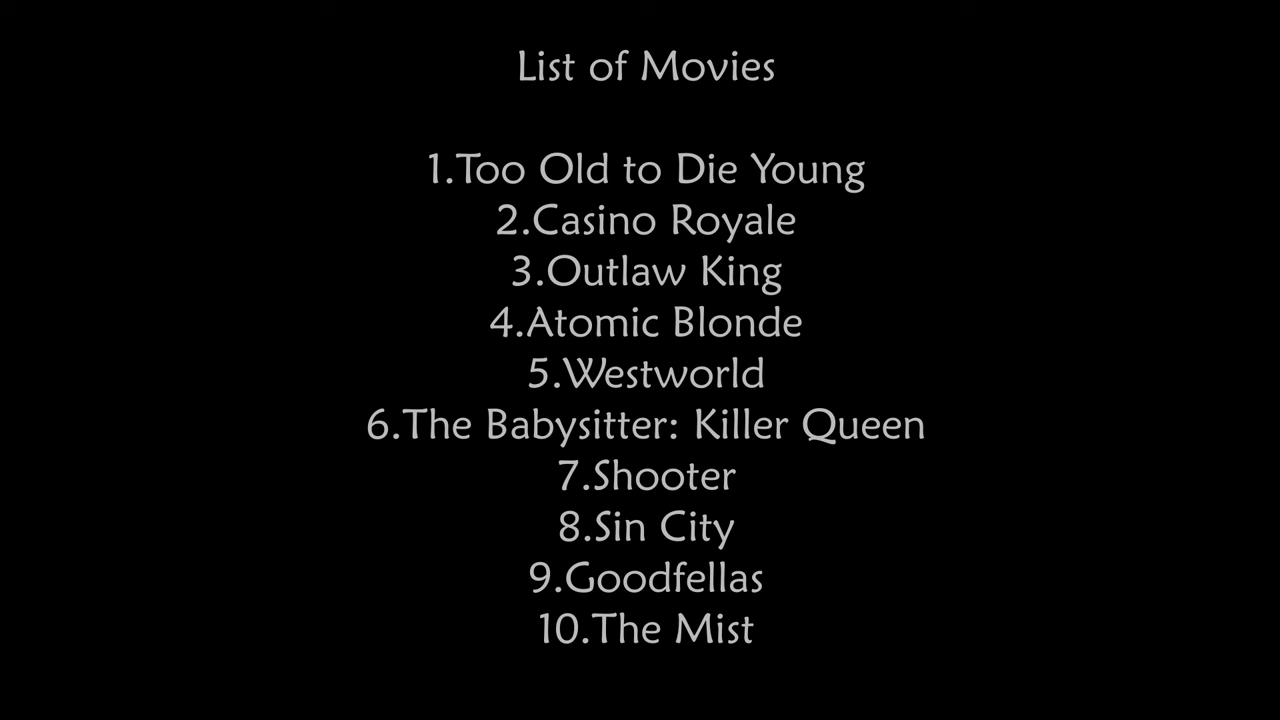 List of Movies
1.Too Old to Die Young
2.Casino Royale
3.Outlaw King
4.Atomic Blonde
5.Westworld
6.The Babysitter: Killer Queen
7.Shooter
8.Sin City
9.Goodfellas
10.The Mist